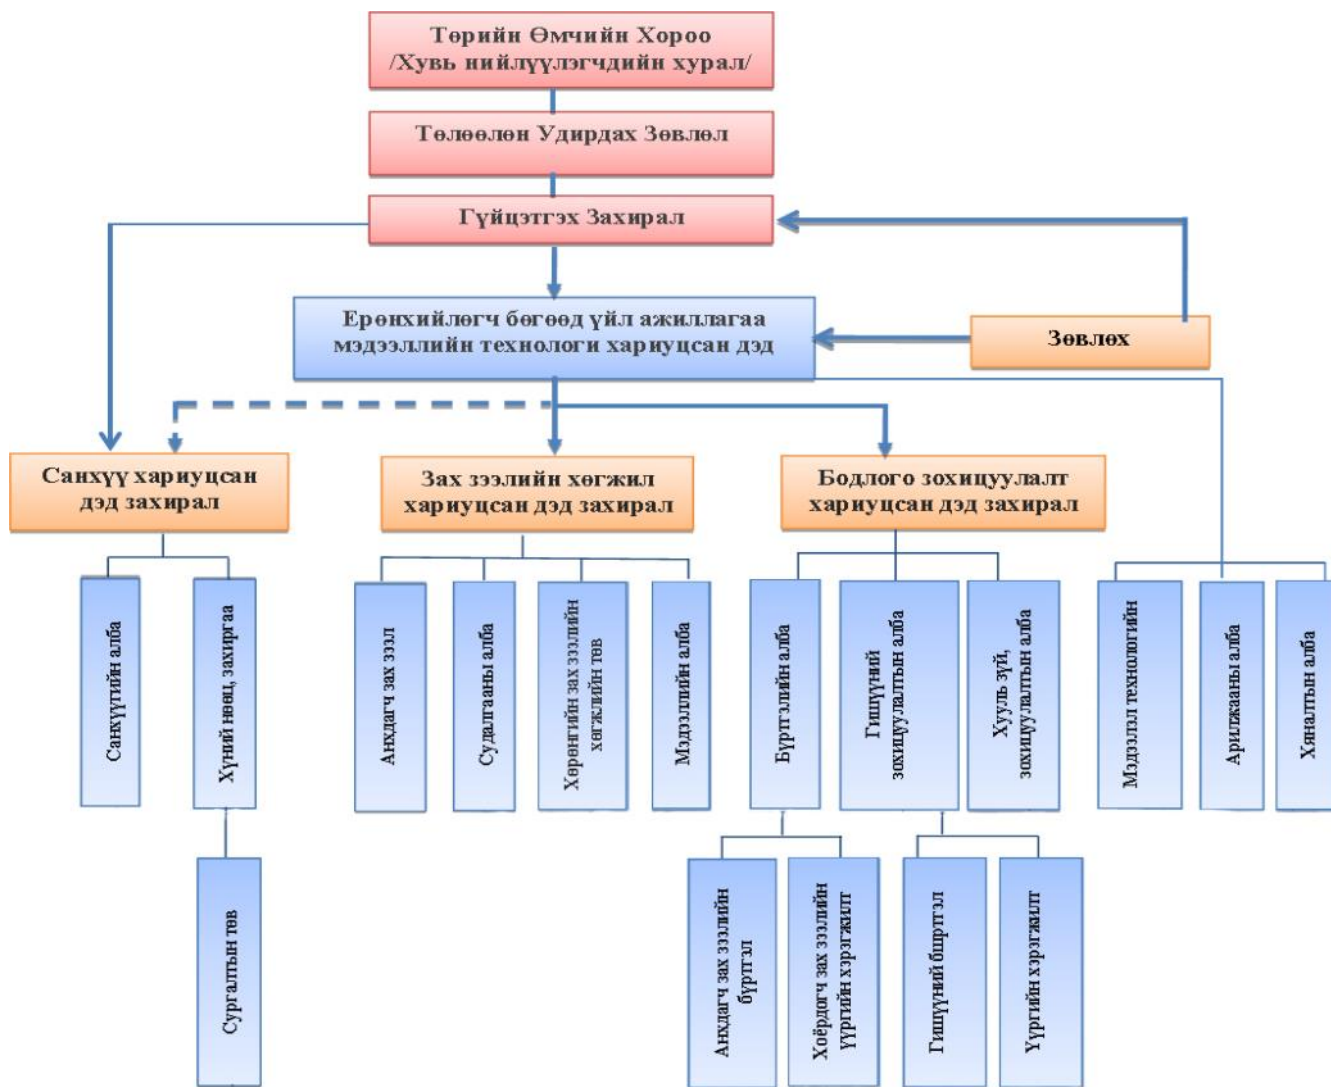 Төрийн Өмчийн Хороо
/Хувь нийлүүлэгчдийн хурал/
Төлөөлөн Удирдах Зөвлөл
Гүйцэтгэх Захирал
Ерөнхийлөгч бөгөөд үйл ажиллагаа
мэдээллийн технологи хариуцсан дэд
Зөвлөх
Санхүү хариуцсан
дэд захирал
Зах зээлийн хөгжил
хариуцсан дэд захирал
Бодлого зохицуулалт
хариуцсан дэд захирал
Санхүүгийн алба
Хүний нөөц, захиргаа
Анхдагч зах зээл
Судалгааны алба
Хөрөнгийн зах зээлийн
хөгжлийн төв
Мэдээллийн алба
Бүртгэлийн алба
Гишүүний
зохицуулалтын алба
Хууль зүй,
зохицуулалтын алба
Мэдээлэл технологийн
Арилжааны алба
Хяналтын алба
Сургалтын төв
Анхдагч зах зээлийн
бүртгэл
Хоёрдогч зах зээлийн
үүргийн хэрэгжилт
Гишүүний бшртгэл
Үүргийн хэрэгжилт